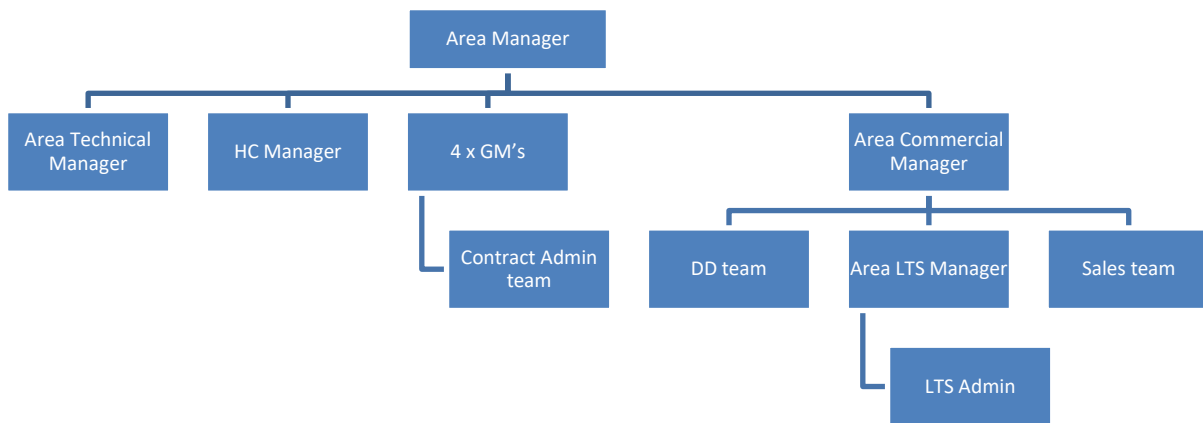 Area Manager
Area Technical
Manager
HC Manager
4 x GM’s
Area Commercial
Manager
Contract Admin
team
DD team
Area LTS Manager
Sales team
LTS Admin